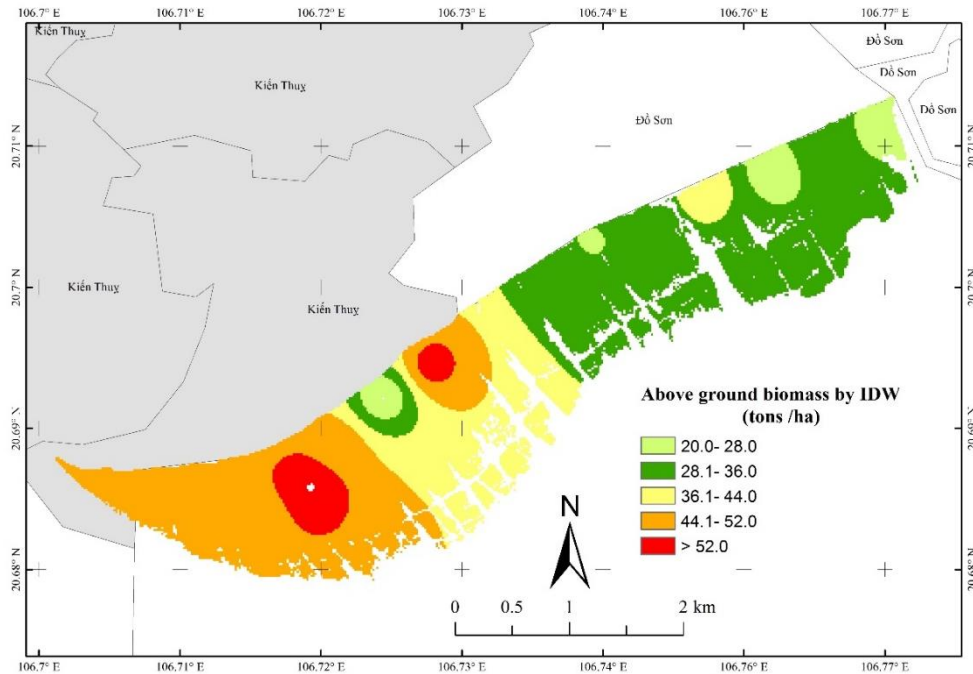 106.7° E 106.71° E 106.72° E 106.73° E 106.74° E 106.76° E 106.77° E
Kiến Thuỵ
Đồ Sơn
Đồ Sơn
Kiến Thuỵ
Đồ Sơn
Đồ Sơn
20.71° N 20.71° N
Kiến Thuỵ
20.7° N 20.7° N
Kiến Thuỵ
Above ground biomass by IDW
(tons /ha)
20.69° N 20.69° N
20.0- 28.0
28.1- 36.0
36.1- 44.0
44.1- 52.0
> 52.0
N
20.68° N 20.68° N
0 0.5 1 2 km
106.7° E 106.71° E 106.72° E 106.73° E 106.74° E 106.76° E 106.77° E